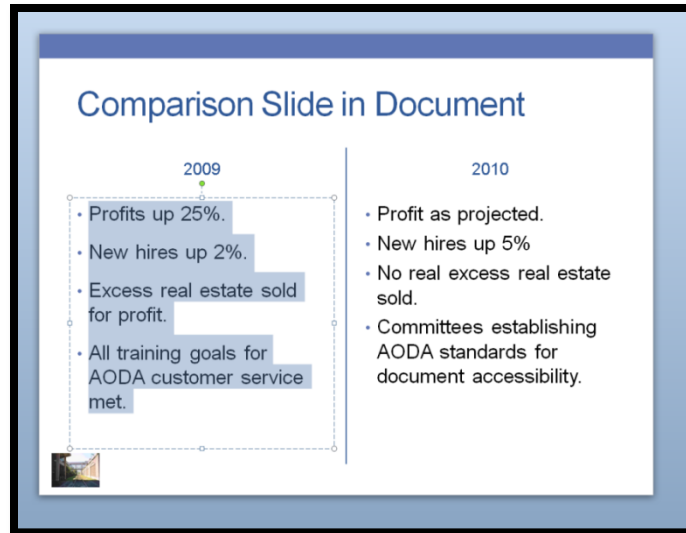 Comparison Slide in Document
2009
• Profits up 25%.
• New hires up 2%.
• Excess real estate sold
for profit.
• All training goals for
AODA customer service
met.
2010
• Profit as projected.
• New hires up 5%
• No real excess real estate
sold.
• Committees establishing
AODA standards for
document accessibility.